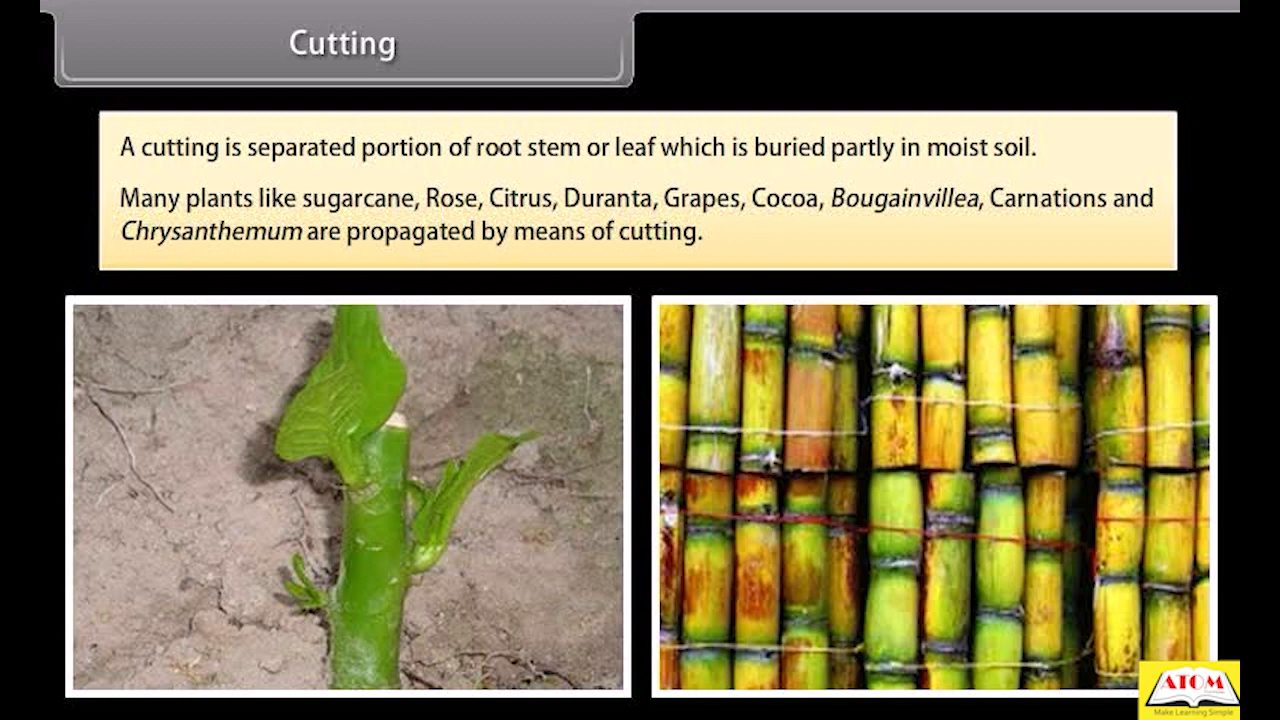 Cutting
A cutting is separated portion of root stem or leaf which is buried partly in moist soil.
Many plants like sugarcane, Rose, Citrus, Duranta, Grapes, Cocoa, Bougainvillea, Carnations and
Chrysanthemum are propagated by means of cutting.
ATOM
Make Learning Simple